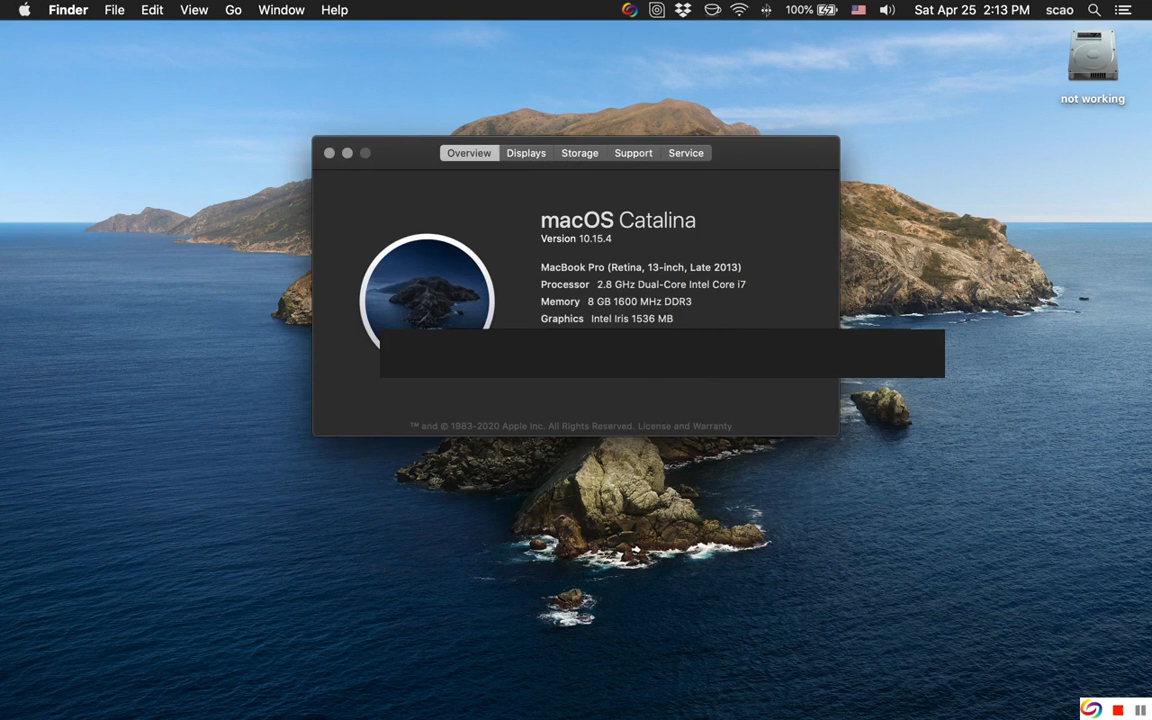 Finder File Edit View Go Window Help 100% Sat Apr 25 2:13 PM scao
not working
Overview Displays Storage Support Service
macOS Catalina
Version 10.15.4
MacBook Pro (Retina, 13-inch, Late 2013)
Processor 2.8 GHz Dual-Core Intel Core i7
Memory 8 GB 1600 MHz DDR3
Graphics Intel Iris 1536 MB
™ and © 1983-2020 Apple Inc. All Rights Reserved. License and Warranty